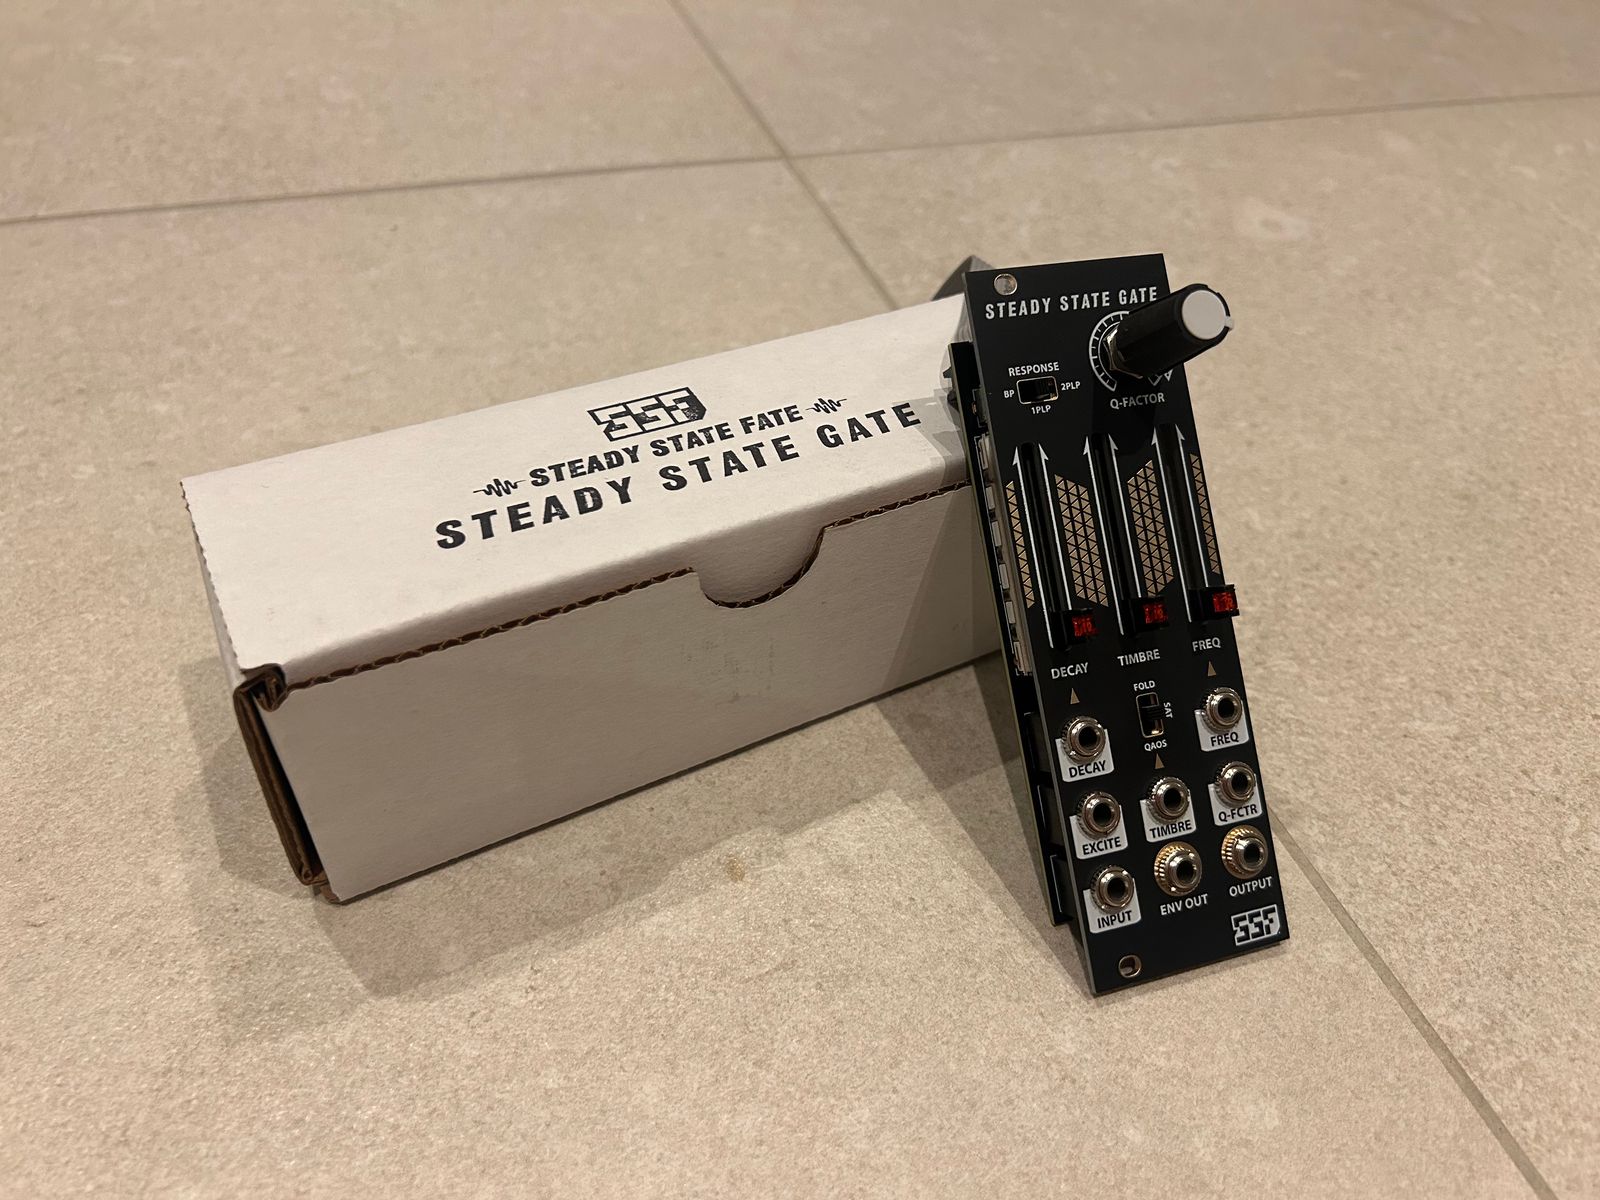 SSF
STEADY STATE FATE
STEADY STATE GATE
STEADY STATE GATE
RESPONSE
BP
2PLP
1PLP
Q-FACTOR
DECAY
TIMBRE
FREQ
FOLD
SAT
QAOS
DECAY
FREQ
EXCITE
TIMBRE
Q-FCTR
INPUT
ENV OUT
OUTPUT
SSF